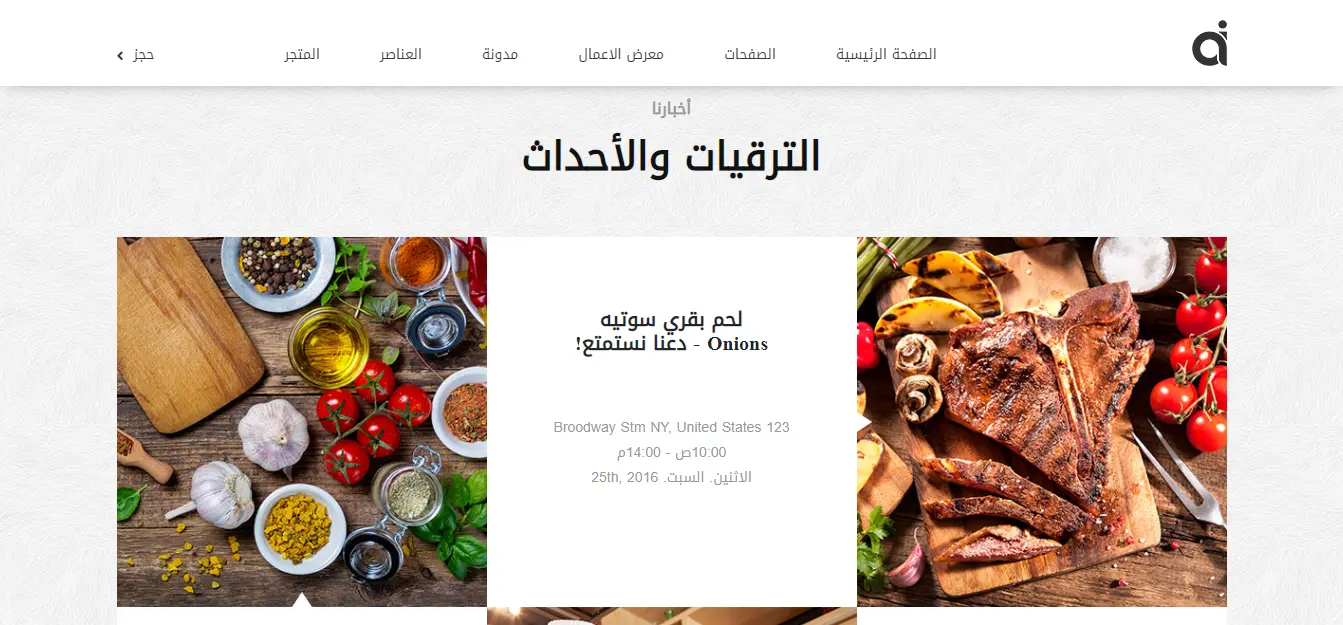 الصفحة الرئيسية
الصفحات
معرض الاعمال
مدونة
العناصر
المتجر
حجز
أخبارنا
الترقيات والأحداث
لحم بقري سوتيه
Onions - دعنا نستمتع!
Broodway Stm NY, United States 123
10:00ص - 14:00م
الاثنين. السبت. 25th, 2016